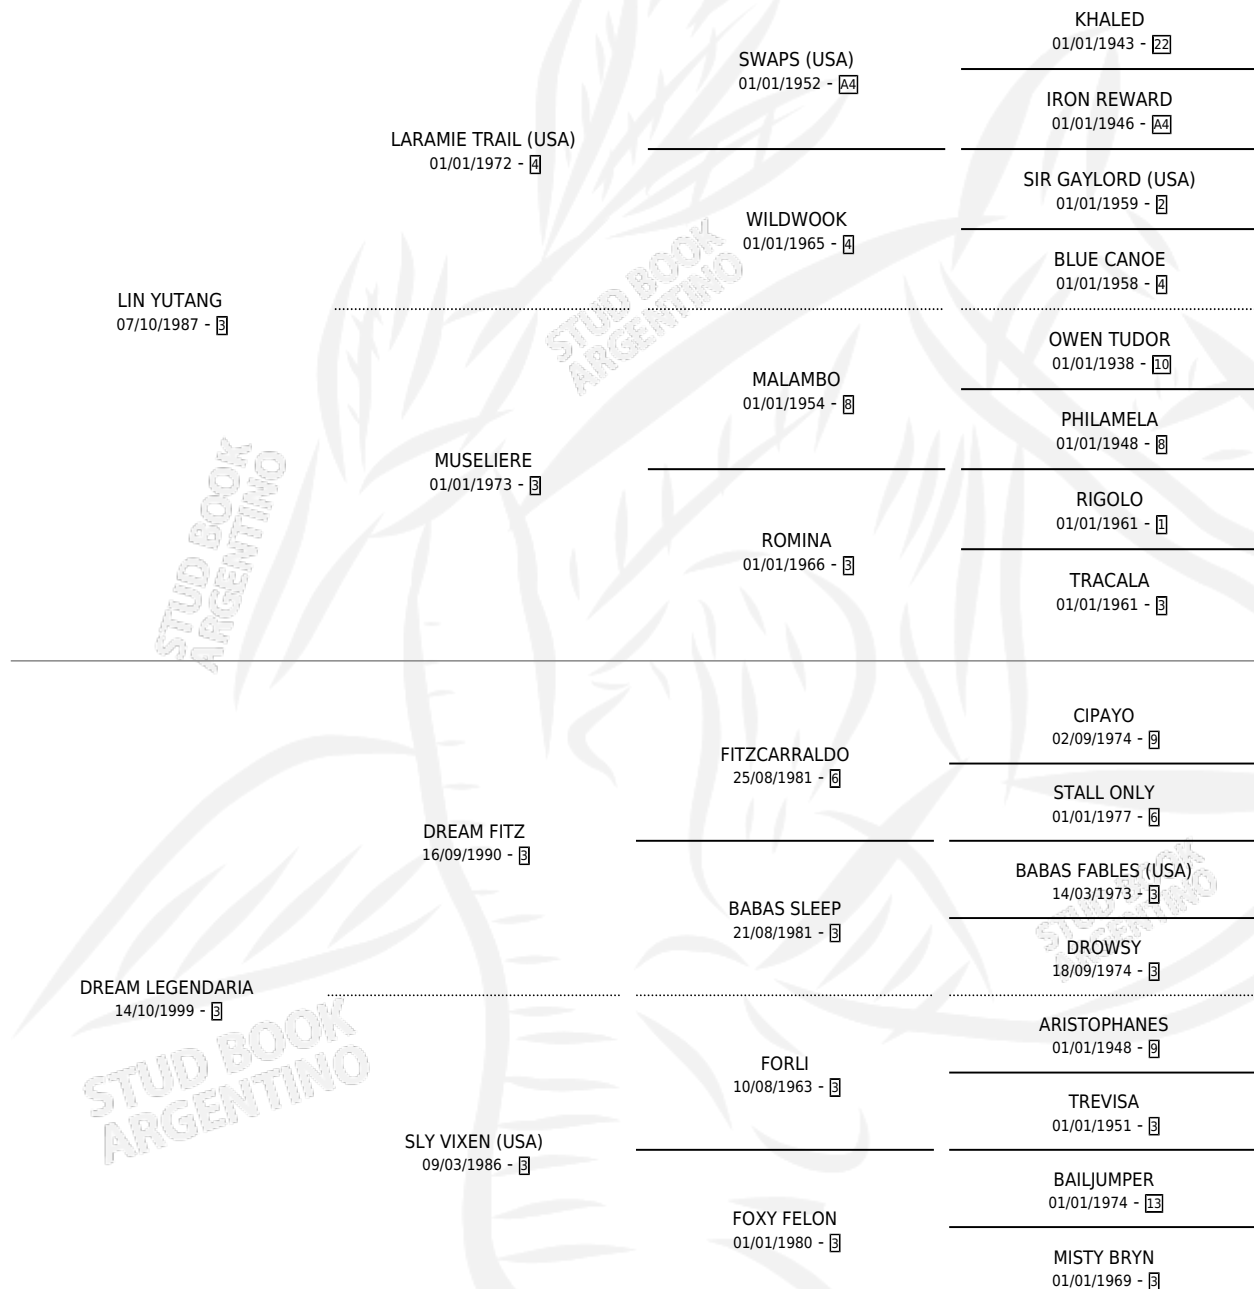 KHALED
01/01/1943 - 22
SWAPS (USA)
01/01/1952 - A4
IRON REWARD
01/01/1946 - A4
LARAMIE TRAIL (USA)
01/01/1972 - 4
SIR GAYLORD (USA)
01/01/1959 - 2
WILDWOOK
01/01/1965 - 4
BLUE CANOE
01/01/1958 - 4
LIN YUTANG
07/10/1987 - 3
OWEN TUDOR
01/01/1938 - 10
MALAMBO
01/01/1954 - 8
PHILAMELA
01/01/1948 - 8
MUSELIERE
01/01/1973 - 3
RIGOLO
01/01/1961 - 1
ROMINA
01/01/1966 - 3
TRACALA
01/01/1961 - 3
CIPAYO
02/09/1974 - 9
FITZCARRALDO
25/08/1981 - 6
STALL ONLY
01/01/1977 - 6
DREAM FITZ
16/09/1990 - 3
BABAS FABLES (USA)
14/03/1973 - 3
BABAS SLEEP
21/08/1981 - 3
DROWSY
18/09/1974 - 3
DREAM LEGENDARIA
14/10/1999 - 3
ARISTOPHANES
01/01/1948 - 9
FORLI
10/08/1963 - 3
TREVISA
01/01/1951 - 3
SLY VIXEN (USA)
09/03/1986 - 3
BAILJUMPER
01/01/1974 - 13
FOXY FELON
01/01/1980 - 3
MISTY BRYN
01/01/1969 - 3
STUD BOOK
ARGENTINO
STUD BOOK
ARGENTINO
STUD BOOK
ARGENTINO
STUD BOOK
ARGENTINO